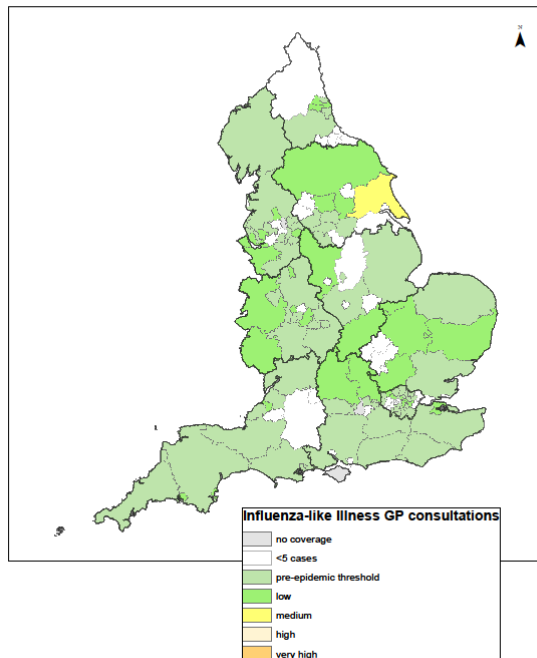 N
Influenza-like Illness GP consultations
no coverage
<5 cases
pre-epidemic threshold
low
medium
high
very high